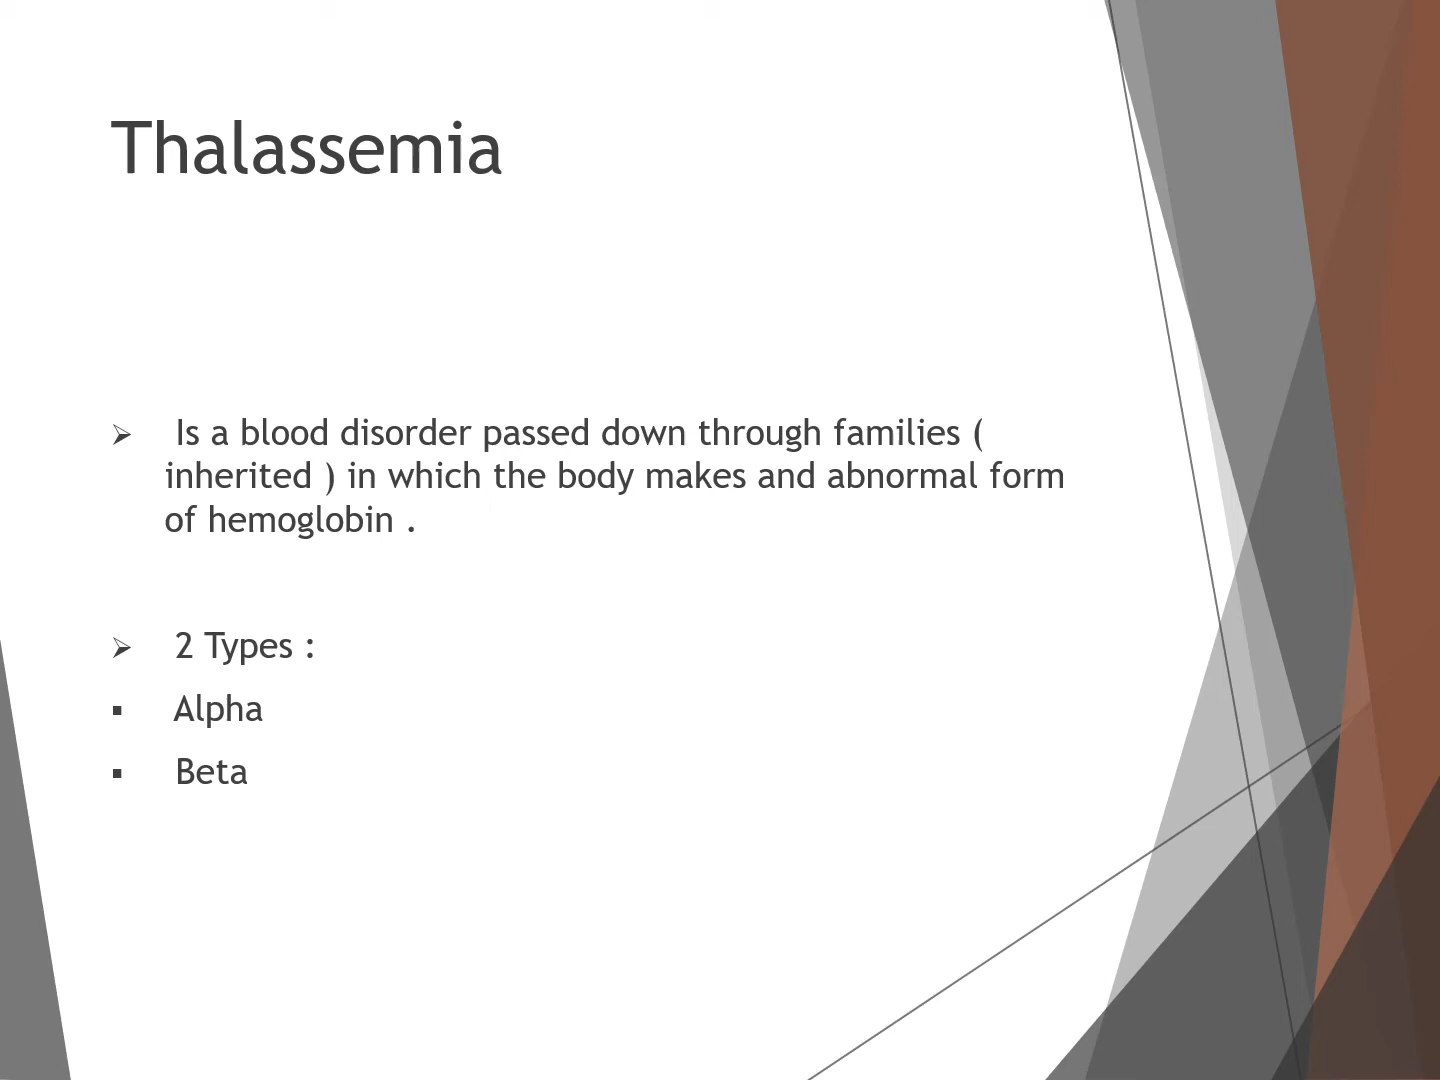 Thalassemia
➢ Is a blood disorder passed down through families (
inherited ) in which the body makes and abnormal form
of hemoglobin .
➢ 2 Types :
▪ Alpha
▪ Beta